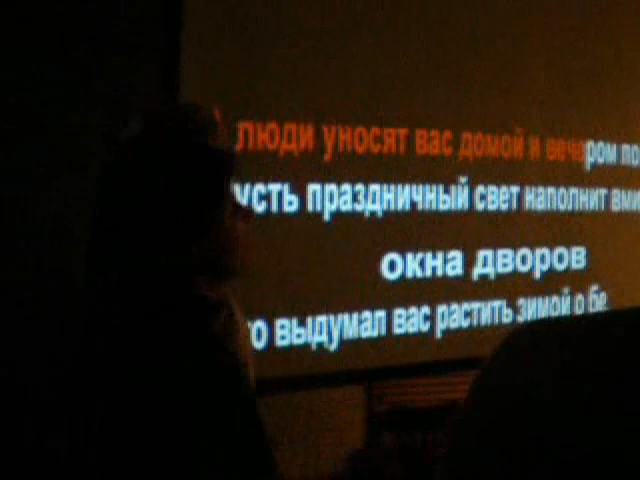 люди уносят вас домой и вечером по
усть праздничный свет наполнит вми
окна дворов
о выдумал вас растить зимой о бе